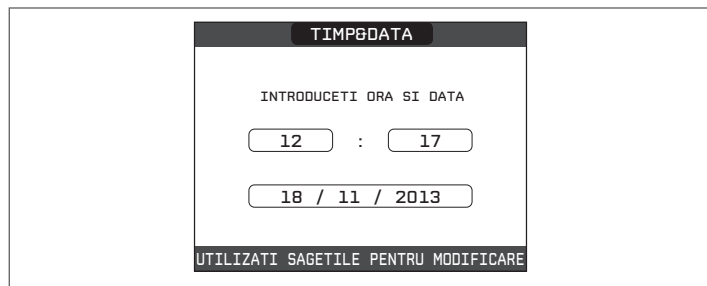 TIMP&DATA
INTRODUCETI ORA SI DATA
12 : 17
18 / 11 / 2013
UTILIZATI SAGETILE PENTRU MODIFICARE